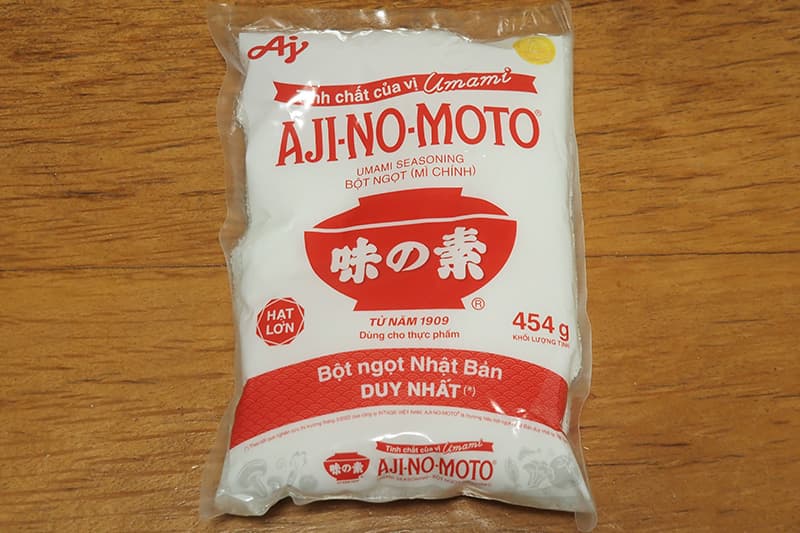 Aj
Tinh chất của vị Umami
AJI-NO-MOTO®
UMAMI SEASONING
BỘT NGỌT (MÌ CHÍNH)
味の素
®
TỪ NĂM 1909
Dùng cho thực phẩm
HẠT
LỚN
454 g
KHỐI LƯỢNG TỊNH
Bột ngọt Nhật Bản
DUY NHẤT (*)
Tinh chất của vị Umami
味の素
AJI-NO-MOTO®